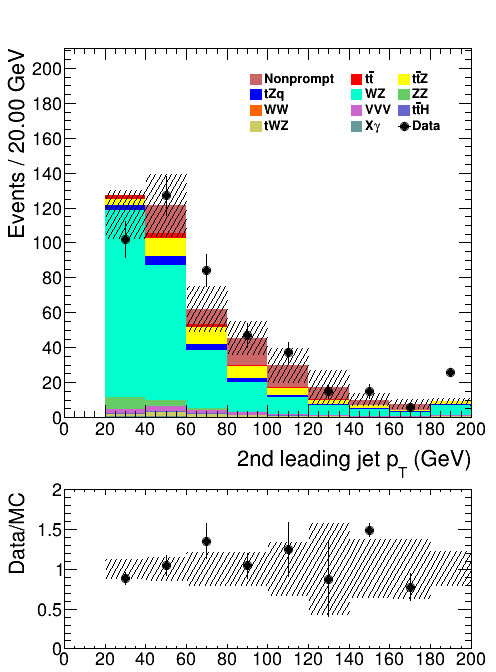 Events / 20.00 GeV
200
180
160
140
120
100
80
60
40
20
0
Nonprompt tt̄ tt̄Z
tZq WZ ZZ
WW VVV tt̄H
tWZ Xγ Data
0 20 40 60 80 100 120 140 160 180 200
2nd leading jet p_T (GeV)
Data/MC
2
1.5
1
0.5
0
0 20 40 60 80 100 120 140 160 180 200